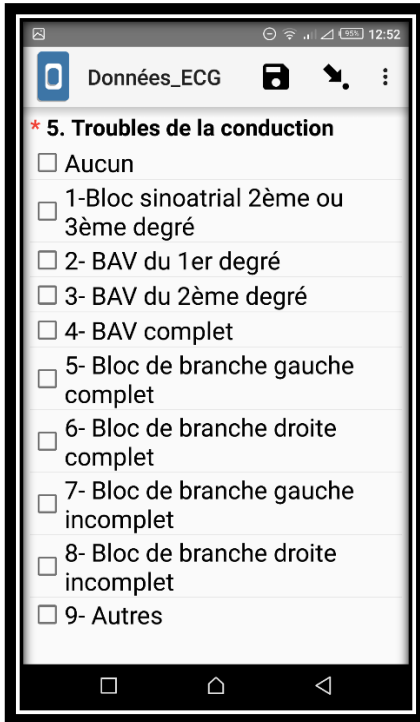 95% 12:52
Données_ECG
* 5. Troubles de la conduction
Aucun
1-Bloc sinoatrial 2ème ou
3ème degré
2- BAV du 1er degré
3- BAV du 2ème degré
4- BAV complet
5- Bloc de branche gauche
complet
6- Bloc de branche droite
complet
7- Bloc de branche gauche
incomplet
8- Bloc de branche droite
incomplet
9- Autres